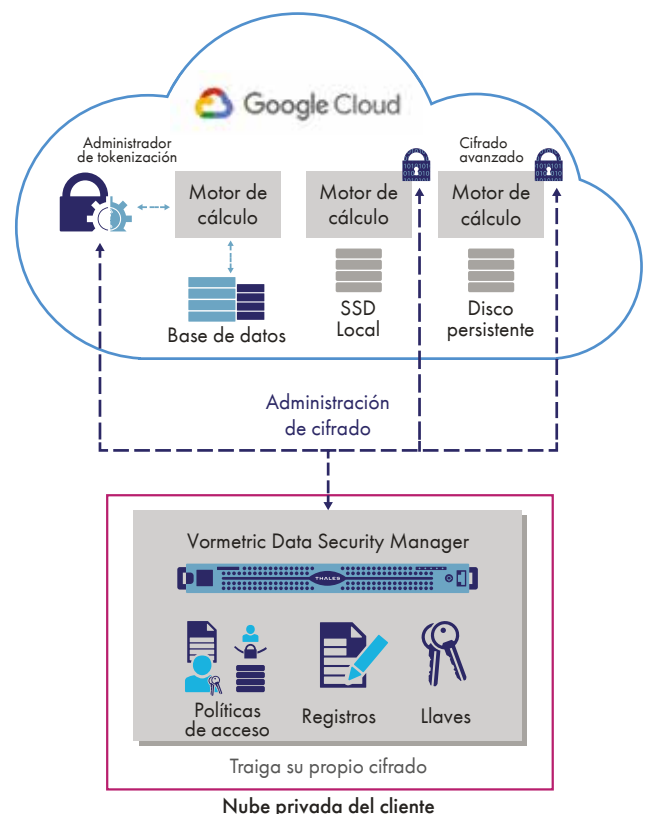 Google Cloud
Administrador
de tokenización
Cifrado
avanzado
Motor de
cálculo
Motor de
cálculo
Motor de
cálculo
Base de datos
SSD
Local
Disco
persistente
Administración
de cifrado
Vormetric Data Security Manager
THALES
Políticas
de acceso
Registros
Llaves
Traiga su propio cifrado
Nube privada del cliente